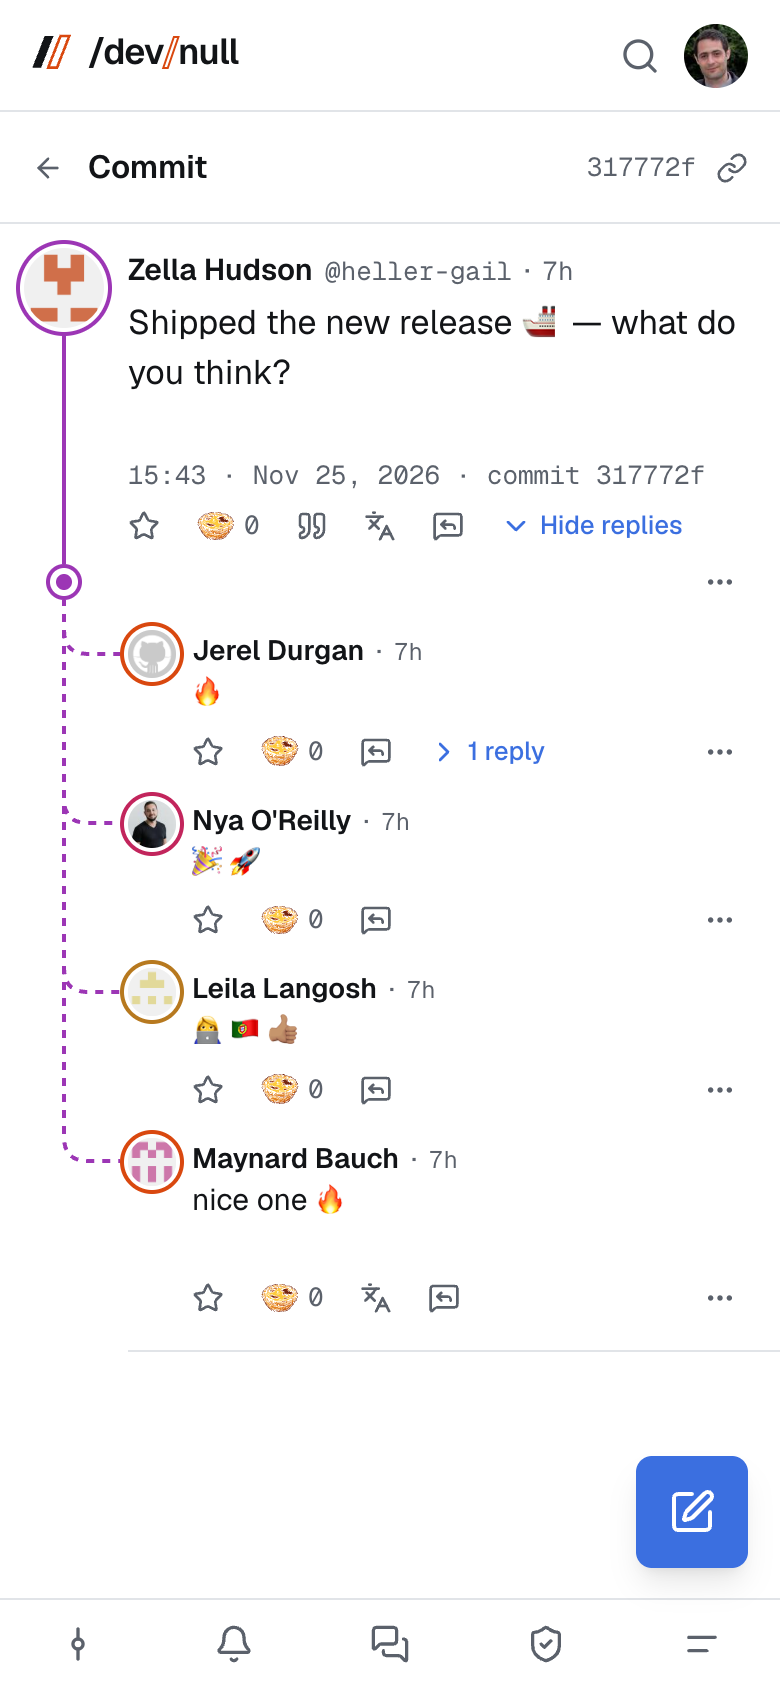 /dev/null
Commit 317772f
Zella Hudson @heller-gail · 7h
Shipped the new release 🚢 — what do
you think?
15:43 · Nov 25, 2026 · commit 317772f
0 Hide replies
Jerel Durgan · 7h
🔥
0 1 reply
Nya O'Reilly · 7h
🎉 🚀
0
Leila Langosh · 7h
👩‍💻 🇵🇹 👍🏽
0
Maynard Bauch · 7h
nice one 🔥
0